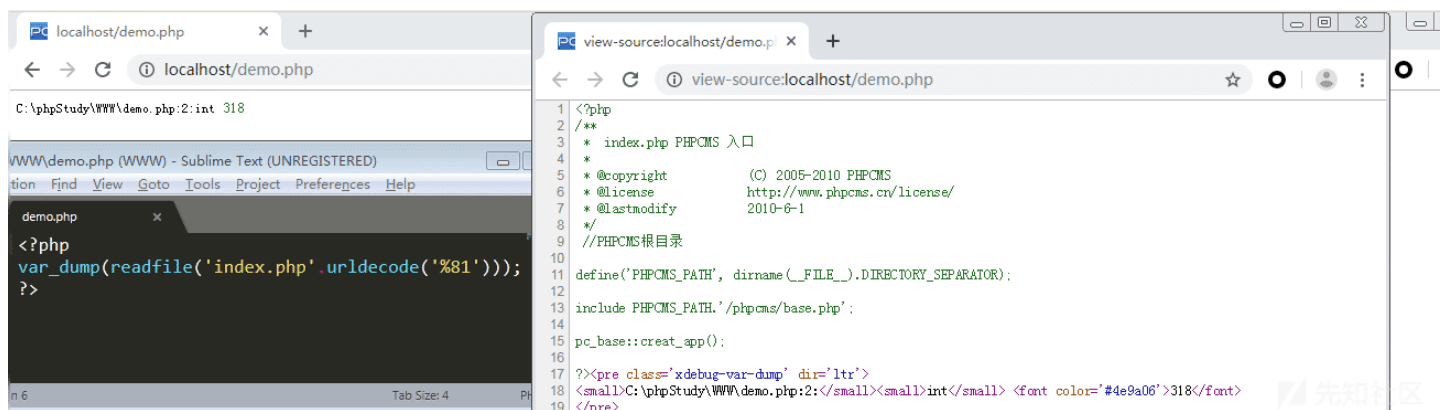 localhost/demo.php
localhost/demo.php
C:\phpStudy\WWW\demo.php:2:int 318
WWW\demo.php (WWW) - Sublime Text (UNREGISTERED)
tion Find View Goto Tools Project Preferences Help
demo.php
<?php
var_dump(readfile('index.php'.urldecode('%81')));
?>
n 6
Tab Size: 4
view-source:localhost/demo.p
view-source:localhost/demo.php
1 <?php
2 /**
3 * index.php PHPCMS 入口
4 *
5 * @copyright (C) 2005-2010 PHPCMS
6 * @license http://www.phpcms.cn/license/
7 * @lastmodify 2010-6-1
8 */
9 //PHPCMS根目录
10
11 define('PHPCMS_PATH', dirname(__FILE__).DIRECTORY_SEPARATOR);
12
13 include PHPCMS_PATH.'/phpcms/base.php';
14
15 pc_base::creat_app();
16
17 ?><pre class='xdebug-var-dump' dir='ltr'>
18 <small>C:\phpStudy\WWW\demo.php:2:</small><small>int</small> <font color='#4e9a06'>318</font>
19 </pre>
先知社区